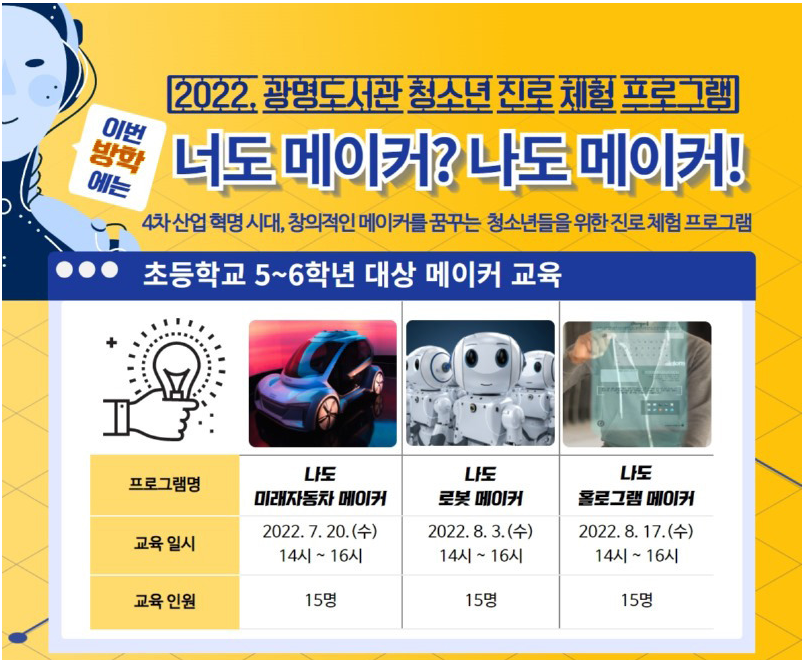 2022. 광명도서관 청소년 진로 체험 프로그램
이번
방학
에는
너도 메이커? 나도 메이커!
4차 산업 혁명 시대, 창의적인 메이커를 꿈꾸는 청소년들을 위한 진로 체험 프로그램
초등학교 5~6학년 대상 메이커 교육
프로그램명
나도
미래자동차 메이커
나도
로봇 메이커
나도
홀로그램 메이커
교육 일시
2022. 7. 20.(수)
14시 ~ 16시
2022. 8. 3.(수)
14시 ~ 16시
2022. 8. 17.(수)
14시 ~ 16시
교육 인원
15명
15명
15명